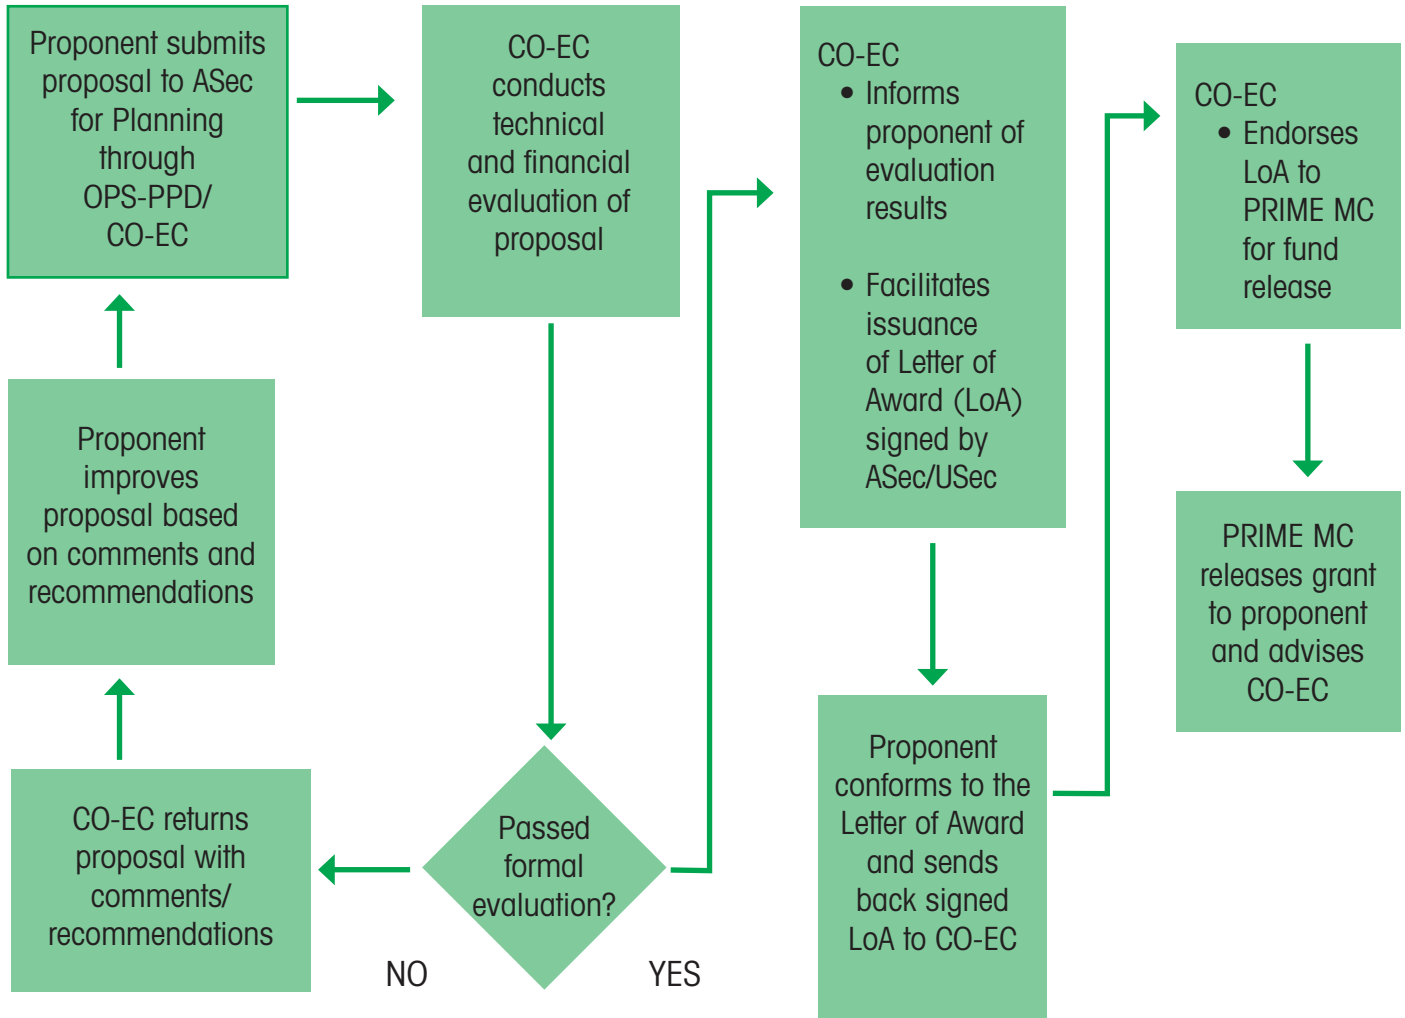 Proponent submits
proposal to ASec
for Planning
through
OPS-PPD/
CO-EC
CO-EC
conducts
technical
and financial
evaluation of
proposal
Passed
formal
evaluation?
NO
YES
CO-EC returns
proposal with
comments/
recommendations
Proponent
improves
proposal based
on comments and
recommendations
CO-EC
• Informs
proponent of
evaluation
results
• Facilitates
issuance
of Letter of
Award (LoA)
signed by
ASec/USec
Proponent
conforms to the
Letter of Award
and sends
back signed
LoA to CO-EC
CO-EC
• Endorses
LoA to
PRIME MC
for fund
release
PRIME MC
releases grant
to proponent
and advises
CO-EC